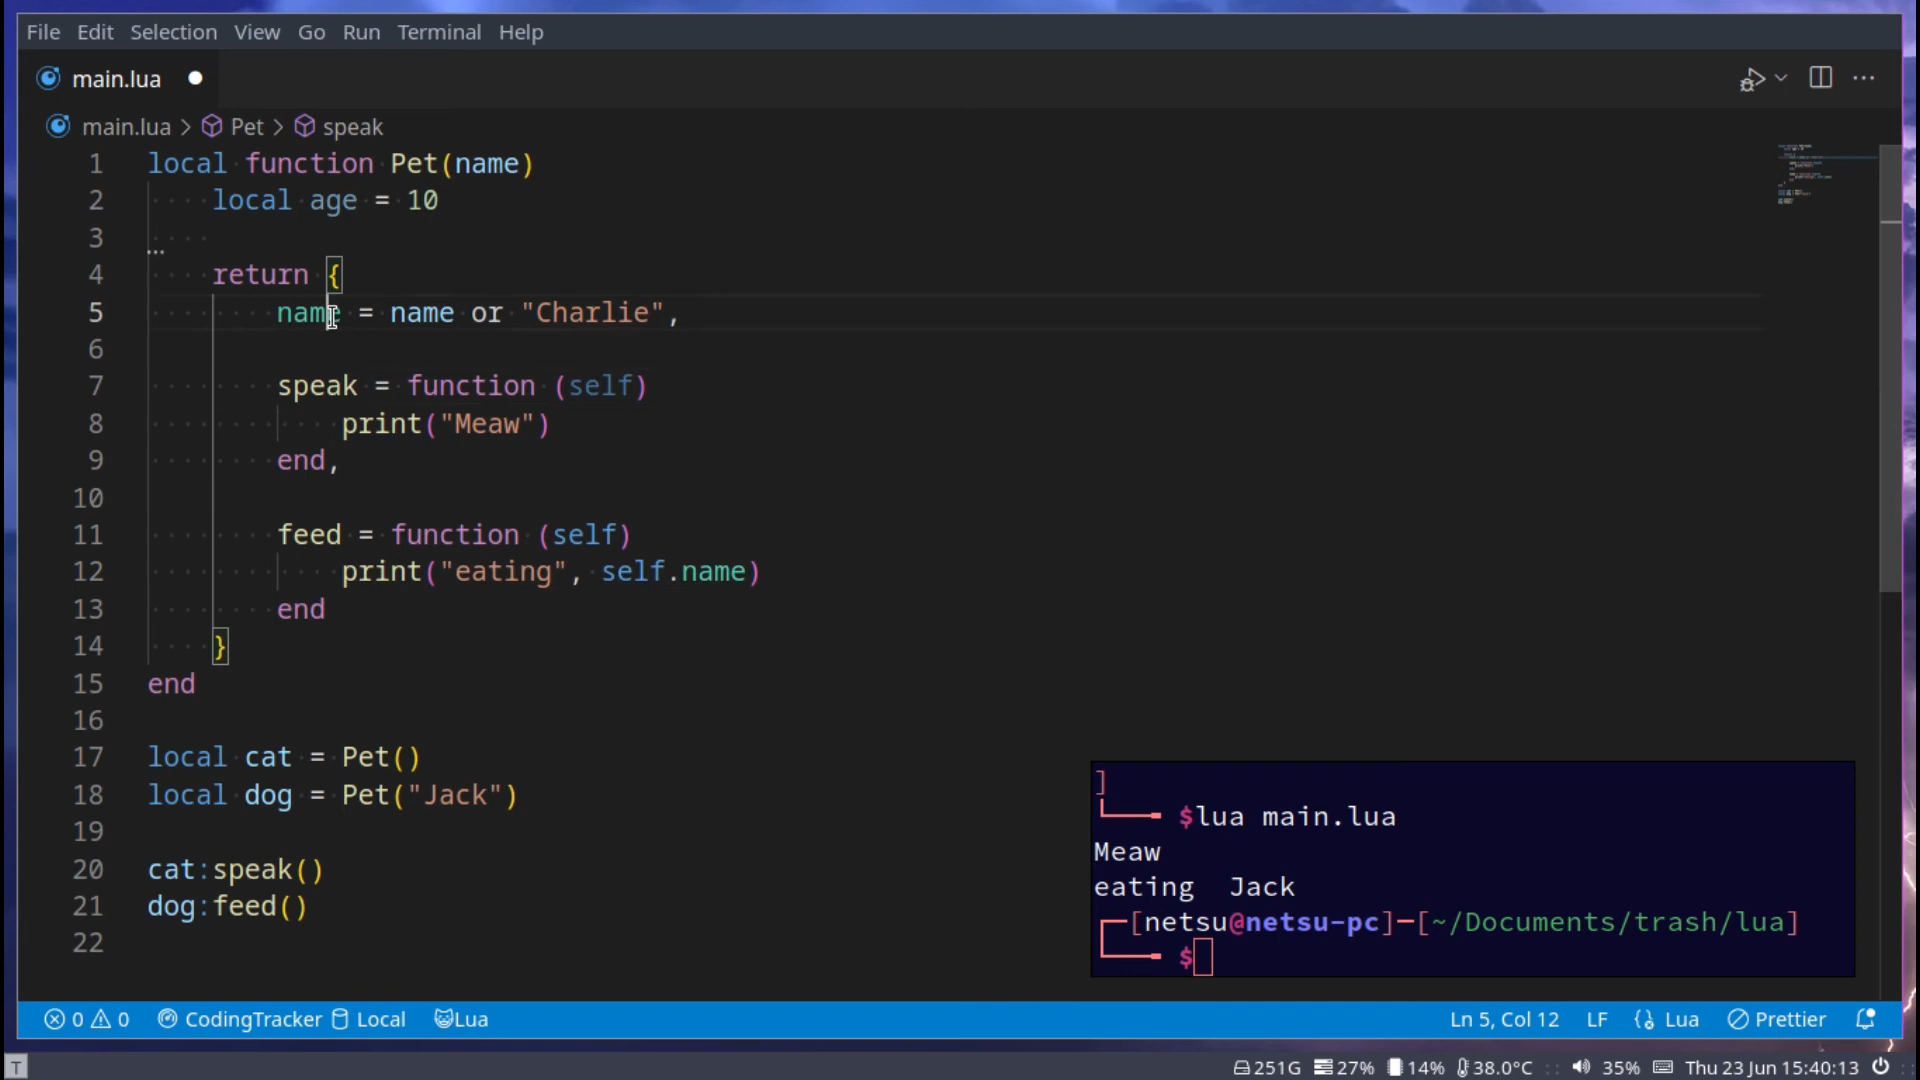 File Edit Selection View Go Run Terminal Help
main.lua
main.lua > Pet > speak
1 local function Pet(name)
2     local age = 10
3
4     return {
5         name = name or "Charlie",
6
7         speak = function (self)
8             print("Meaw")
9         end,
10
11         feed = function (self)
12             print("eating", self.name)
13         end
14     }
15 end
16
17 local cat = Pet()
18 local dog = Pet("Jack")
19
20 cat:speak()
21 dog:feed()
22
]
$lua main.lua
Meaw
eating  Jack
[netsu@netsu-pc]-[~/Documents/trash/lua]
$
0 0 CodingTracker Local Lua Ln 5, Col 12 LF Lua Prettier
T 251G 27% 14% 38.0°C :: 35% Thu 23 Jun 15:40:13